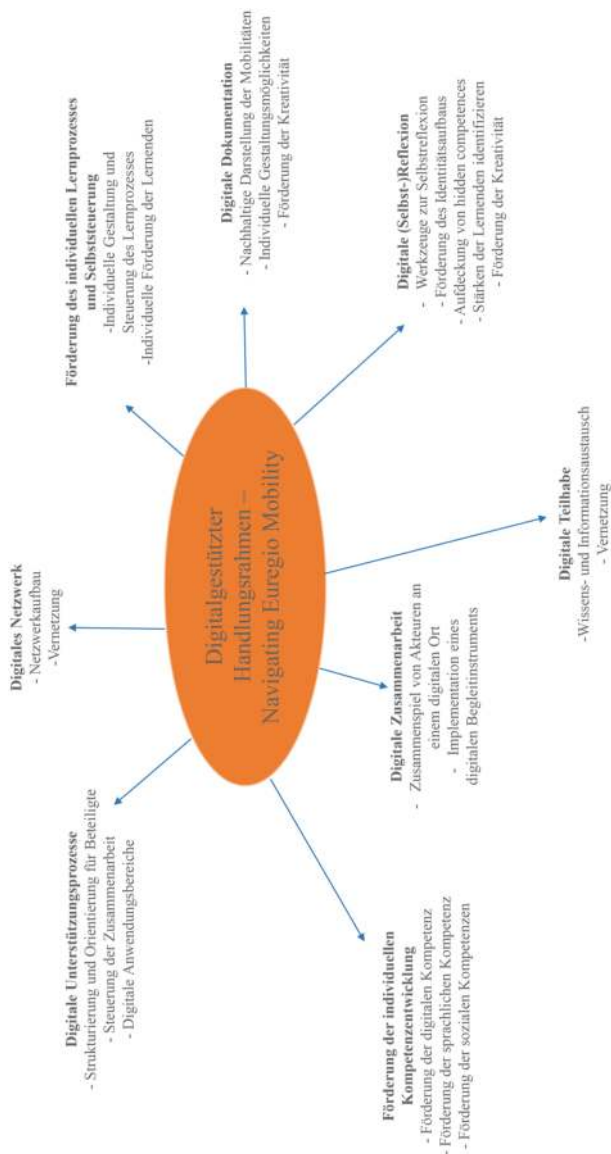 Digitale Unterstützungsprozesse
- Strukturierung und Orientierung für Beteiligte
- Steuerung der Zusammenarbeit
- Digitale Anwendungsbereiche
Digitales Netzwerk
- Netzwerkaufbau
-Vernetzung
Förderung des individuellen Lernprozesses
und Selbststeuerung
-Individuelle Gestaltung und
Steuerung des Lernprozesses
-Individuelle Förderung der Lernenden
Digitale Dokumentation
- Nachhaltige Darstellung der Mobilitäten
- Individuelle Gestaltungsmöglichkeiten
- Förderung der Kreativität
Digitalgestützter
Handlungsrahmen –
Navigating Euregio Mobility
Förderung der individuellen
Kompetenzentwicklung
- Förderung der digitalen Kompetenz
- Förderung der sprachlichen Kompetenz
- Förderung der sozialen Kompetenzen
Digitale Zusammenarbeit
- Zusammenspiel von Akteuren an
einem digitalen Ort
- Implementation eines
digitalen Begleitinstruments
Digitale Teilhabe
-Wissens- und Informationsaustausch
- Vernetzung
Digitale (Selbst-)Reflexion
- Werkzeuge zur Selbstreflexion
- Förderung des Identitätsaufbaus
- Aufdeckung von hidden competences
- Stärken der Lernenden identifizieren
- Förderung der Kreativität